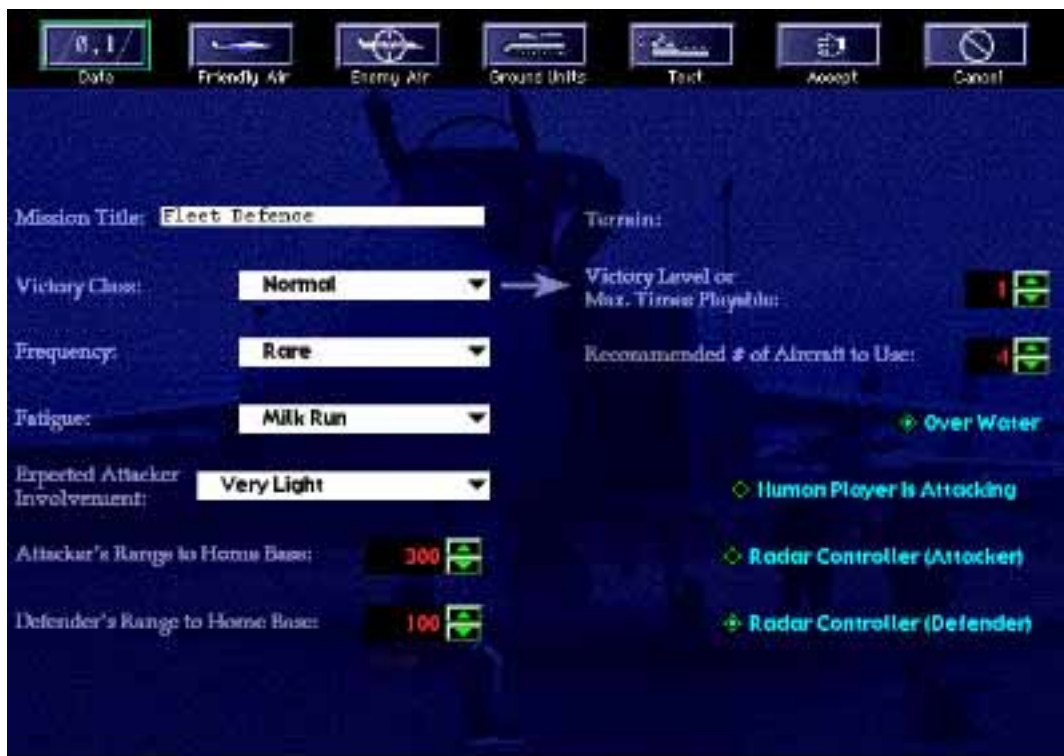 0,1
Data
Friendly Air
Enemy Air
Ground Units
Text
Accept
Cancel
Mission Title: Fleet Defence
Terrain:
Victory Class: Normal
Victory Level or
Max. Times Playable: 1
Frequency: Rare
Recommended # of Aircraft to Use: 4
Fatigue: Milk Run
Over Water
Expected Attacker
Involvement: Very Light
Human Player is Attacking
Attacker's Range to Home Base: 300
Radar Controller (Attacker)
Defender's Range to Home Base: 100
Radar Controller (Defender)